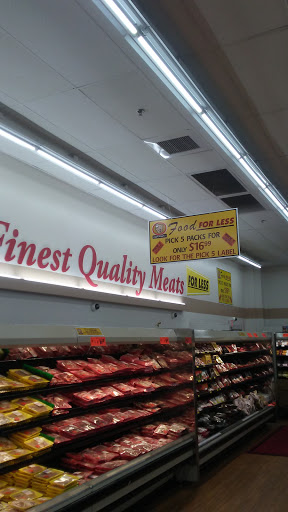 Finest Quality Meats
Food FOR LESS
PICK 5 PACKS FOR
ONLY $16.99
LOOK FOR THE PICK 5 LABEL
FOR LESS